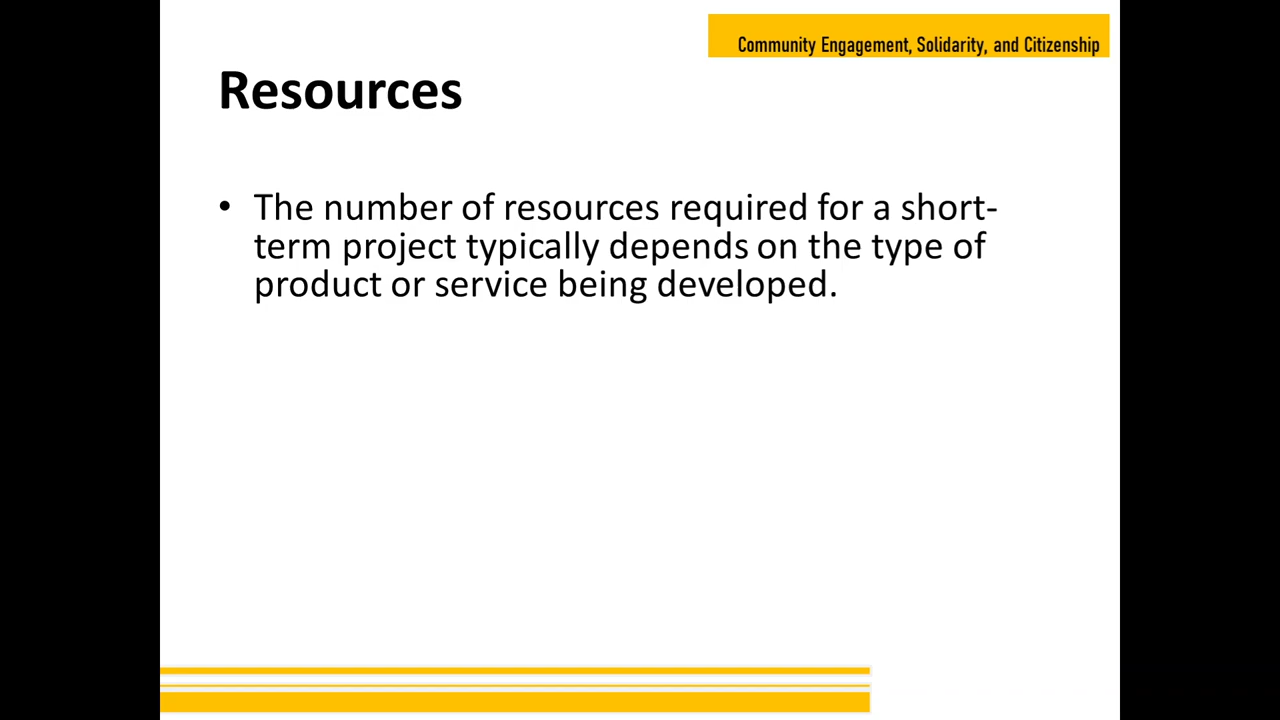 Community Engagement, Solidarity, and Citizenship
Resources
• The number of resources required for a short-
term project typically depends on the type of
product or service being developed.